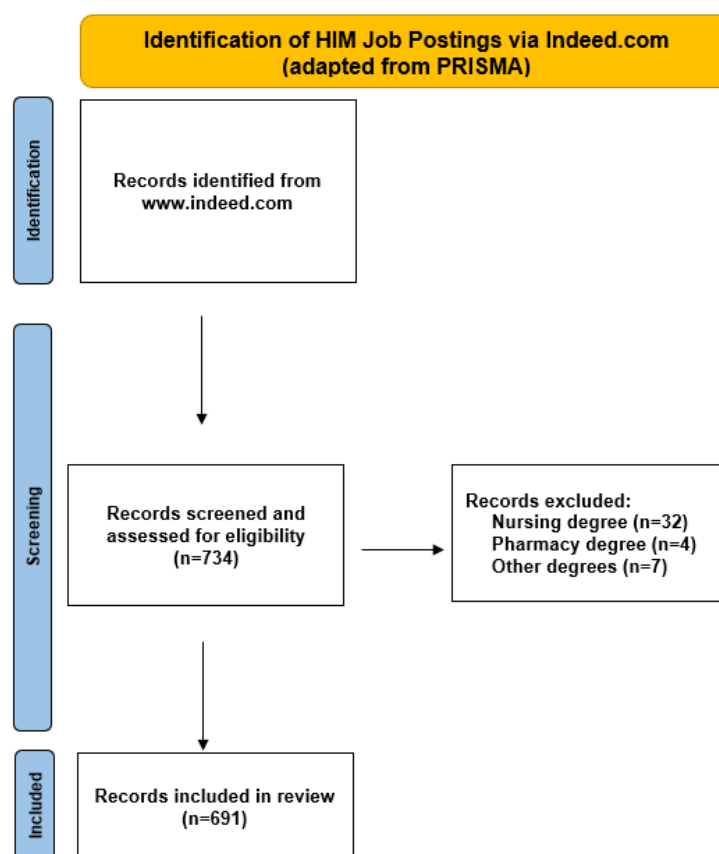 Identification of HIM Job Postings via Indeed.com
(adapted from PRISMA)
Identification
Records identified from
www.indeed.com
Screening
Records screened and
assessed for eligibility
(n=734)
Records excluded:
Nursing degree (n=32)
Pharmacy degree (n=4)
Other degrees (n=7)
Included
Records included in review
(n=691)